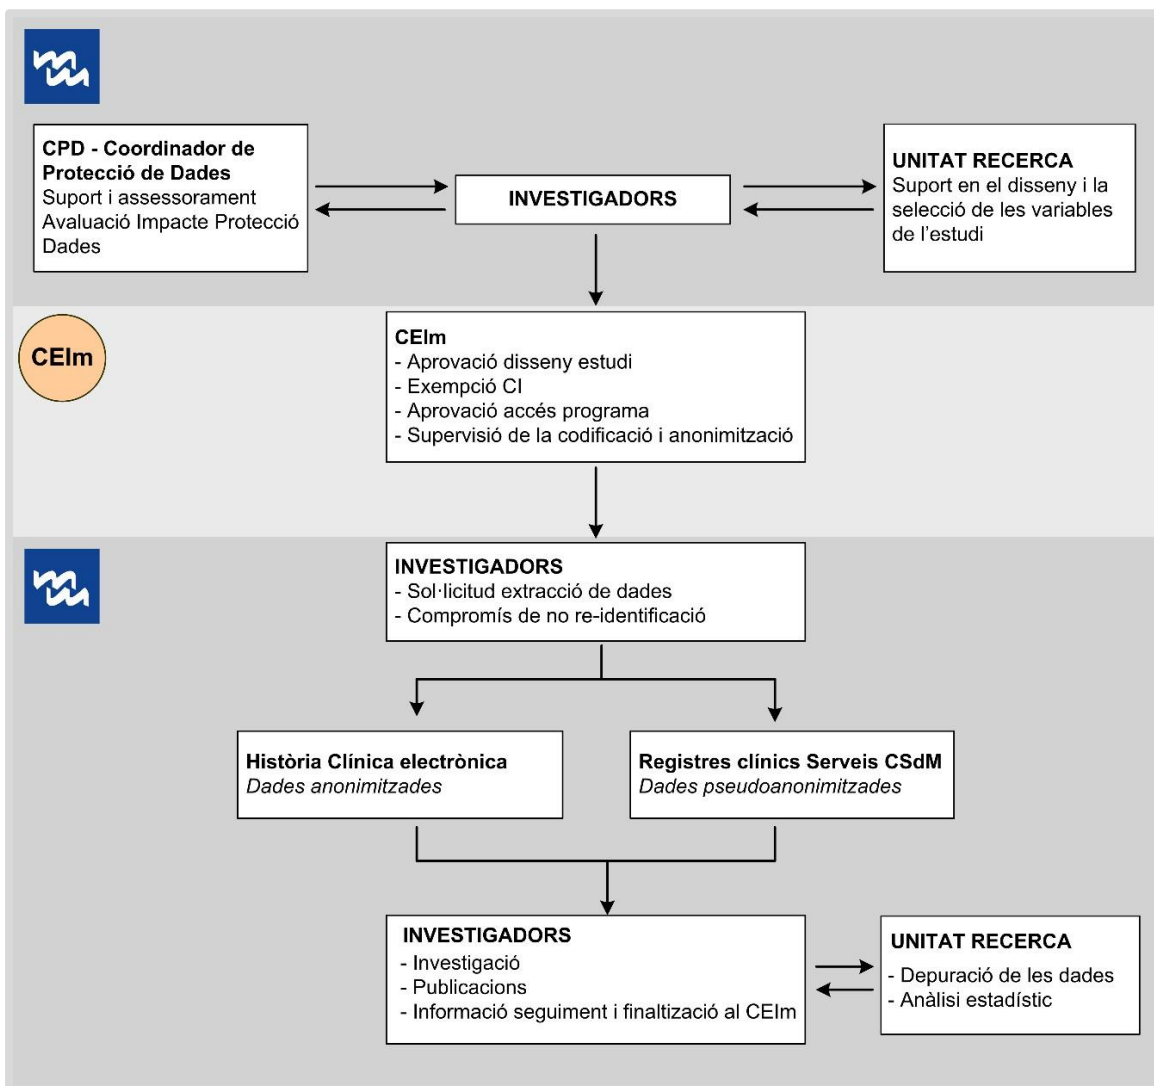 CPD - Coordinador de
Protecció de Dades
Suport i assessorament
Avaluació Impacte Protecció
Dades
INVESTIGADORS
UNITAT RECERCA
Suport en el disseny i la
selecció de les variables
de l'estudi
CEIm
CEIm
- Aprovació disseny estudi
- Exempció CI
- Aprovació accés programa
- Supervisió de la codificació i anonimització
INVESTIGADORS
- Sol·licitud extracció de dades
- Compromís de no re-identificació
Història Clínica electrònica
Dades anonimitzades
Registres clínics Serveis CSdM
Dades pseudoanonimitzades
INVESTIGADORS
- Investigació
- Publicacions
- Informació seguiment i finaltizació al CEIm
UNITAT RECERCA
- Depuració de les dades
- Anàlisi estadístic